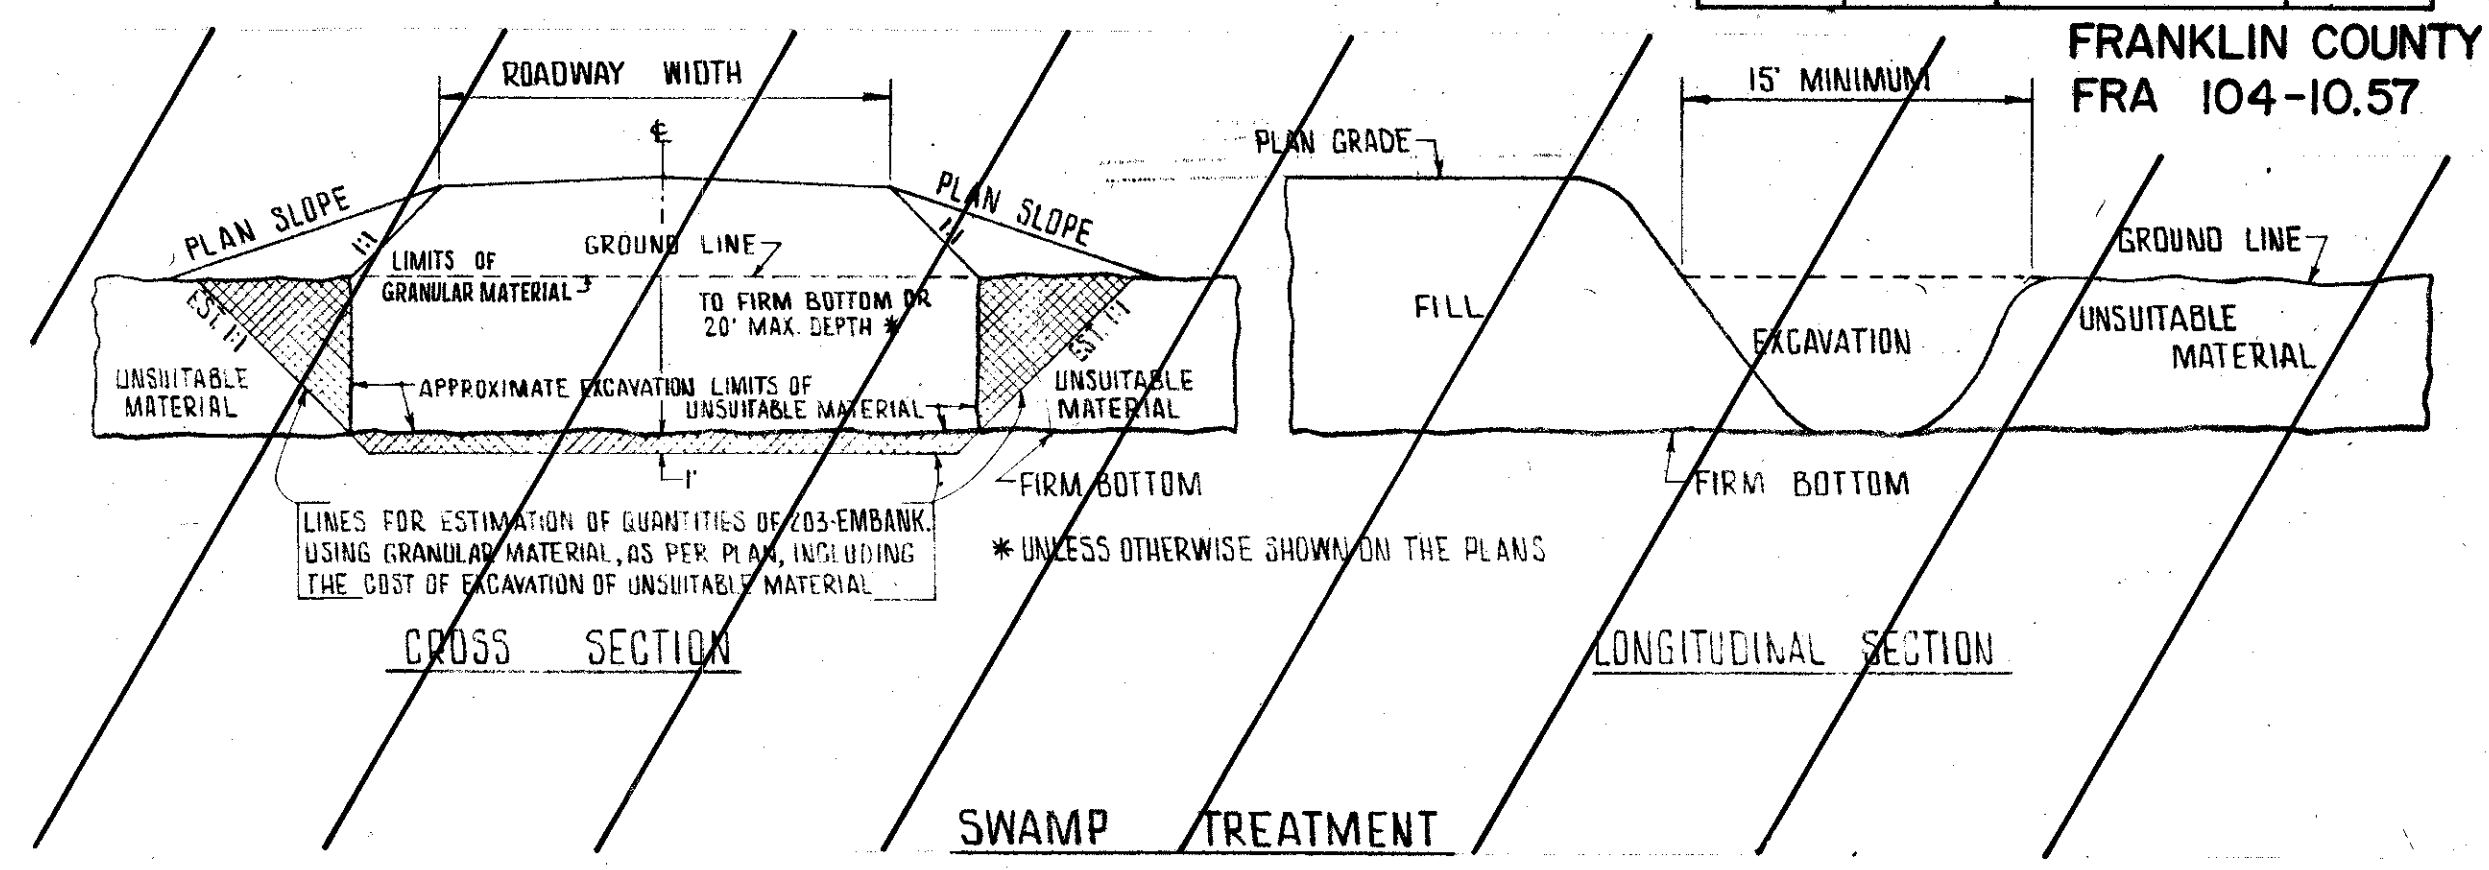 FRANKLIN COUNTY
FRA 104-10.57
ROADWAY WIDTH
℄
PLAN SLOPE
1:1
PLAN SLOPE
1:1
GROUND LINE
LIMITS OF
GRANULAR MATERIAL
TO FIRM BOTTOM OR
20' MAX. DEPTH *
EST. 1:1
EST. 1:1
UNSUITABLE
MATERIAL
APPROXIMATE EXCAVATION LIMITS OF
UNSUITABLE MATERIAL
UNSUITABLE
MATERIAL
1'
FIRM BOTTOM
LINES FOR ESTIMATION OF QUANTITIES OF 203-EMBANK.
USING GRANULAR MATERIAL, AS PER PLAN, INCLUDING
THE COST OF EXCAVATION OF UNSUITABLE MATERIAL
* UNLESS OTHERWISE SHOWN ON THE PLANS
CROSS SECTION
15' MINIMUM
PLAN GRADE
GROUND LINE
FILL
EXCAVATION
UNSUITABLE
MATERIAL
FIRM BOTTOM
LONGITUDINAL SECTION
SWAMP TREATMENT